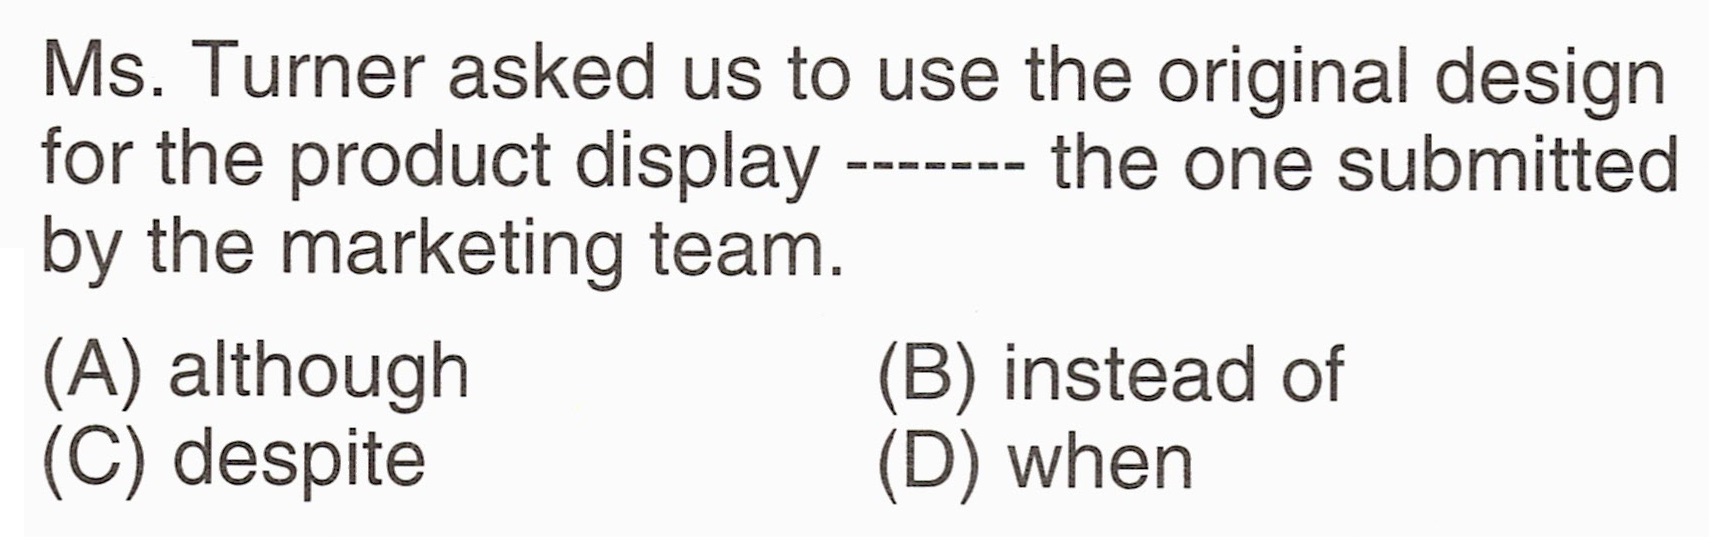 Ms. Turner asked us to use the original design
for the product display ------- the one submitted
by the marketing team.
(A) although (B) instead of
(C) despite (D) when